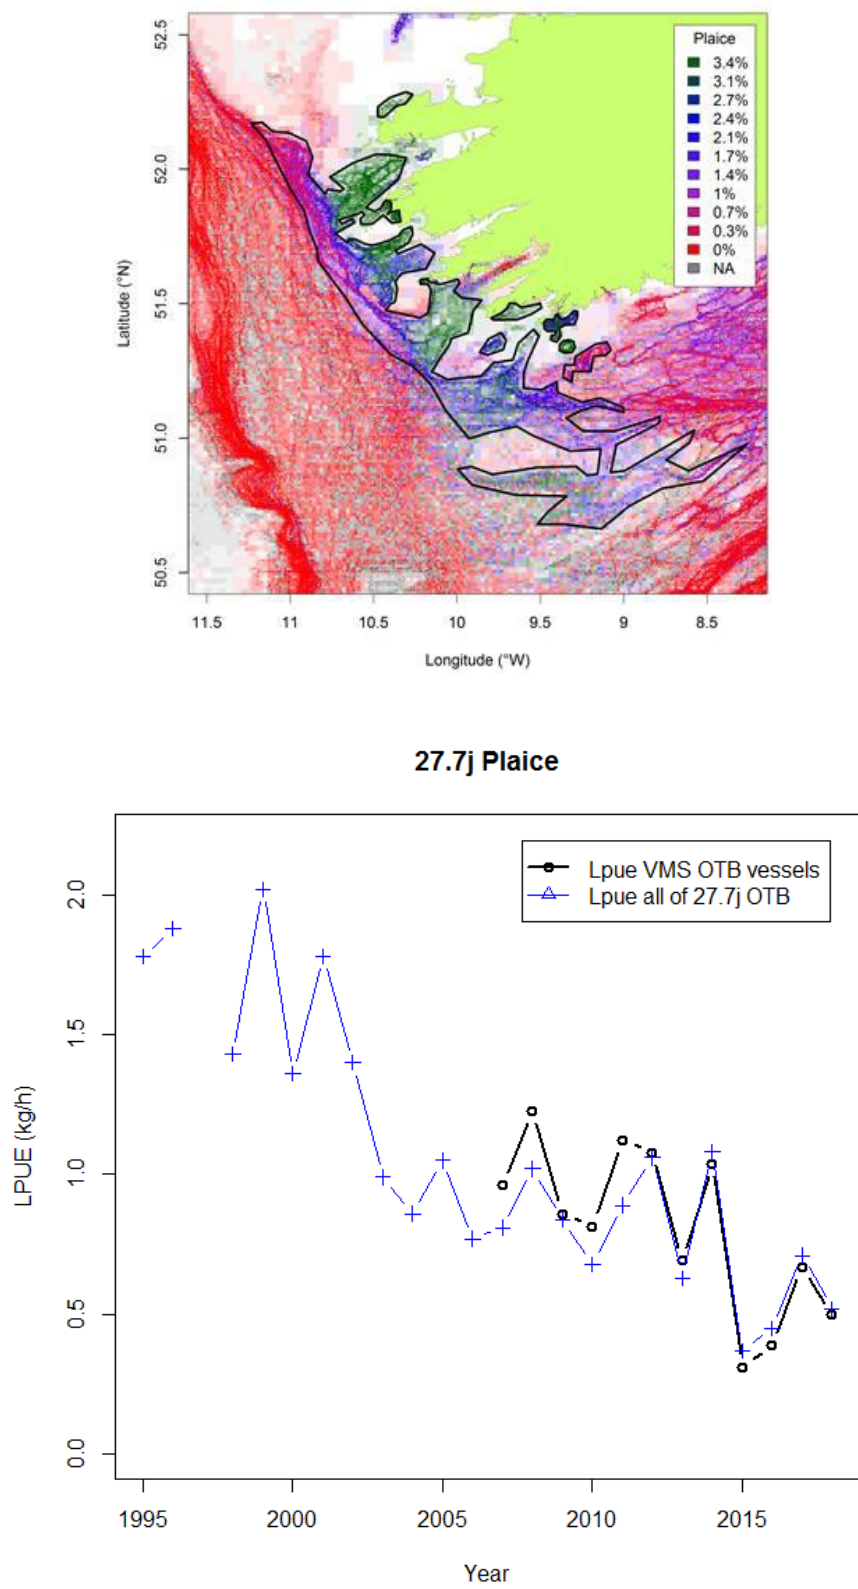 Plaice
3.4%
3.1%
2.7%
2.4%
2.1%
1.7%
1.4%
1%
0.7%
0.3%
0%
NA
52.5
52.0
51.5
51.0
50.5
Latitude (°N)
11.5 11 10.5 10 9.5 9 8.5
Longitude (°W)
27.7j Plaice
Lpue VMS OTB vessels
Lpue all of 27.7j OTB
2.0
1.5
1.0
0.5
0.0
LPUE (kg/h)
1995 2000 2005 2010 2015
Year